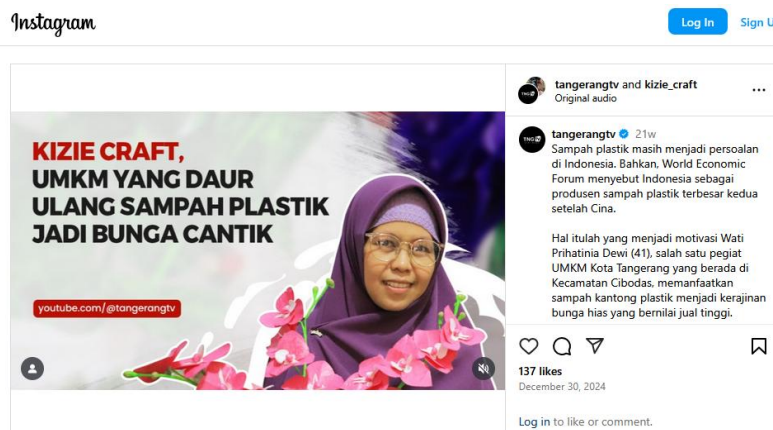 Instagram
Log In
Sign U
KIZIE CRAFT,
UMKM YANG DAUR
ULANG SAMPAH PLASTIK
JADI BUNGA CANTIK
youtube.com/@tangerangtv
TNG
tangerangtv and kizie_craft
Original audio
TNG
tangerangtv 21w
Sampah plastik masih menjadi persoalan
di Indonesia. Bahkan, World Economic
Forum menyebut Indonesia sebagai
produsen sampah plastik terbesar kedua
setelah Cina.
Hal itulah yang menjadi motivasi Wati
Prihatinia Dewi (41), salah satu pegiat
UMKM Kota Tangerang yang berada di
Kecamatan Cibodas, memanfaatkan
sampah kantong plastik menjadi kerajinan
bunga hias yang bernilai jual tinggi.
137 likes
December 30, 2024
Log in to like or comment.